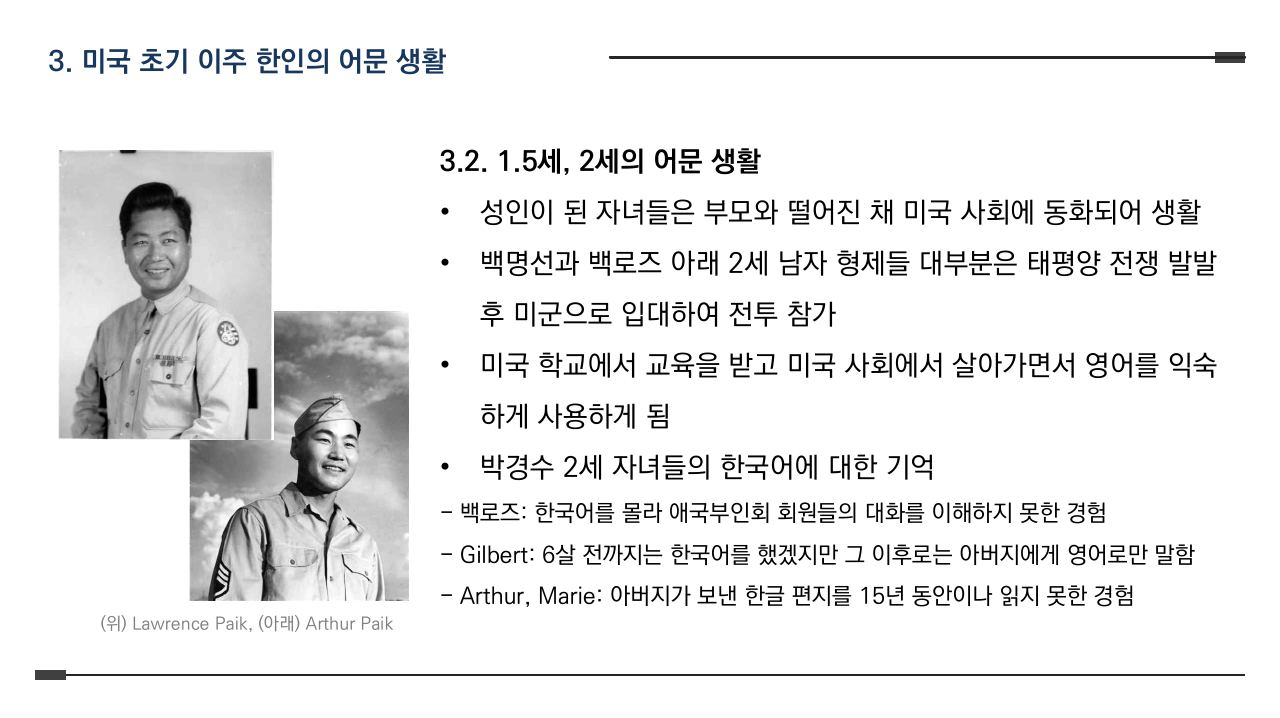 3. 미국 초기 이주 한인의 어문 생활
3.2. 1.5세, 2세의 어문 생활
• 성인이 된 자녀들은 부모와 떨어진 채 미국 사회에 동화되어 생활
• 백명선과 백로즈 아래 2세 남자 형제들 대부분은 태평양 전쟁 발발
후 미군으로 입대하여 전투 참가
• 미국 학교에서 교육을 받고 미국 사회에서 살아가면서 영어를 익숙
하게 사용하게 됨
• 박경수 2세 자녀들의 한국어에 대한 기억
– 백로즈: 한국어를 몰라 애국부인회 회원들의 대화를 이해하지 못한 경험
– Gilbert: 6살 전까지는 한국어를 했겠지만 그 이후로는 아버지에게 영어로만 말함
– Arthur, Marie: 아버지가 보낸 한글 편지를 15년 동안이나 읽지 못한 경험
(위) Lawrence Paik, (아래) Arthur Paik